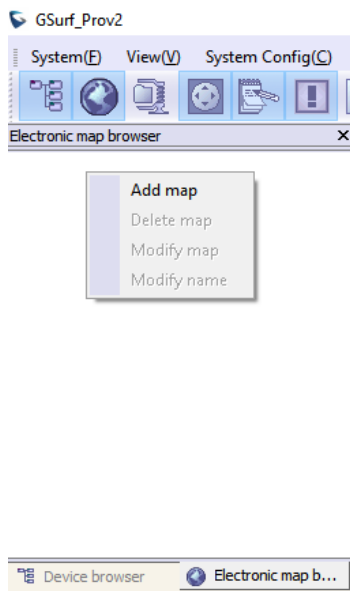 GSurf_Prov2
System(F) View(V) System Config(C)
Electronic map browser
Add map
Delete map
Modify map
Modify name
Device browser Electronic map b...